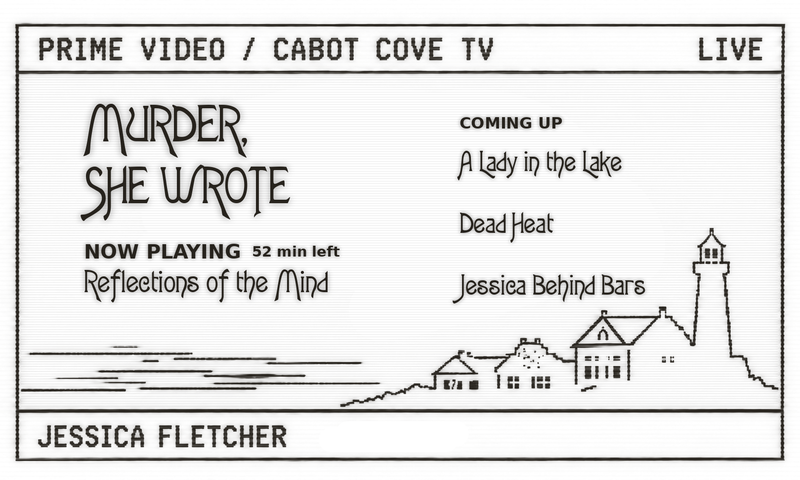 PRIME VIDEO / CABOT COVE TV
LIVE
MURDER,
SHE WROTE
NOW PLAYING 52 min left
Reflections of the Mind
COMING UP
A Lady in the Lake
Dead Heat
Jessica Behind Bars
JESSICA FLETCHER